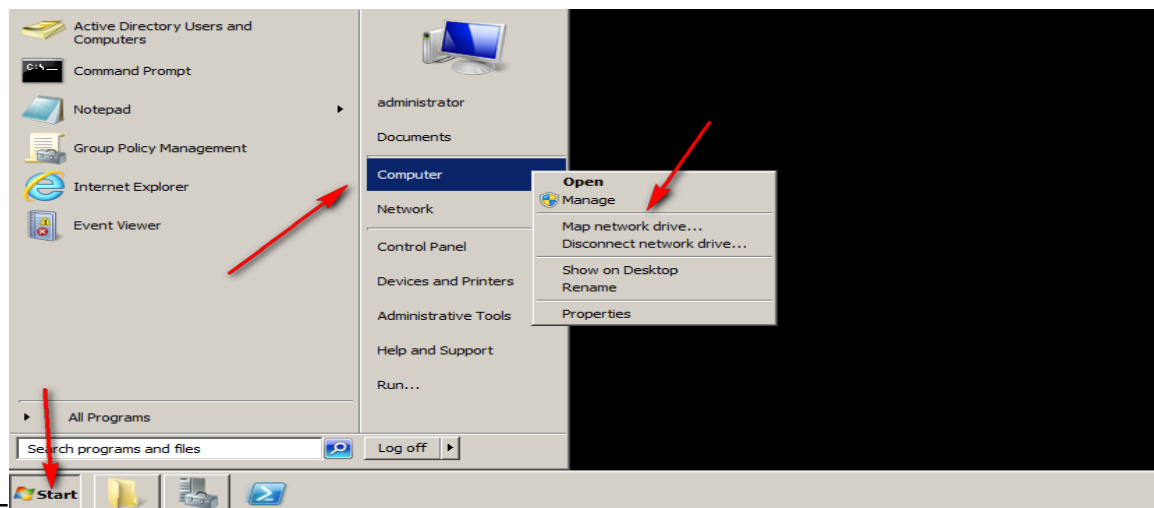 Active Directory Users and
Computers
C:\
Command Prompt
Notepad
Group Policy Management
Internet Explorer
Event Viewer
All Programs
Search programs and files
administrator
Documents
Computer
Network
Control Panel
Devices and Printers
Administrative Tools
Help and Support
Run...
Log off
Open
Manage
Map network drive...
Disconnect network drive...
Show on Desktop
Rename
Properties
Start